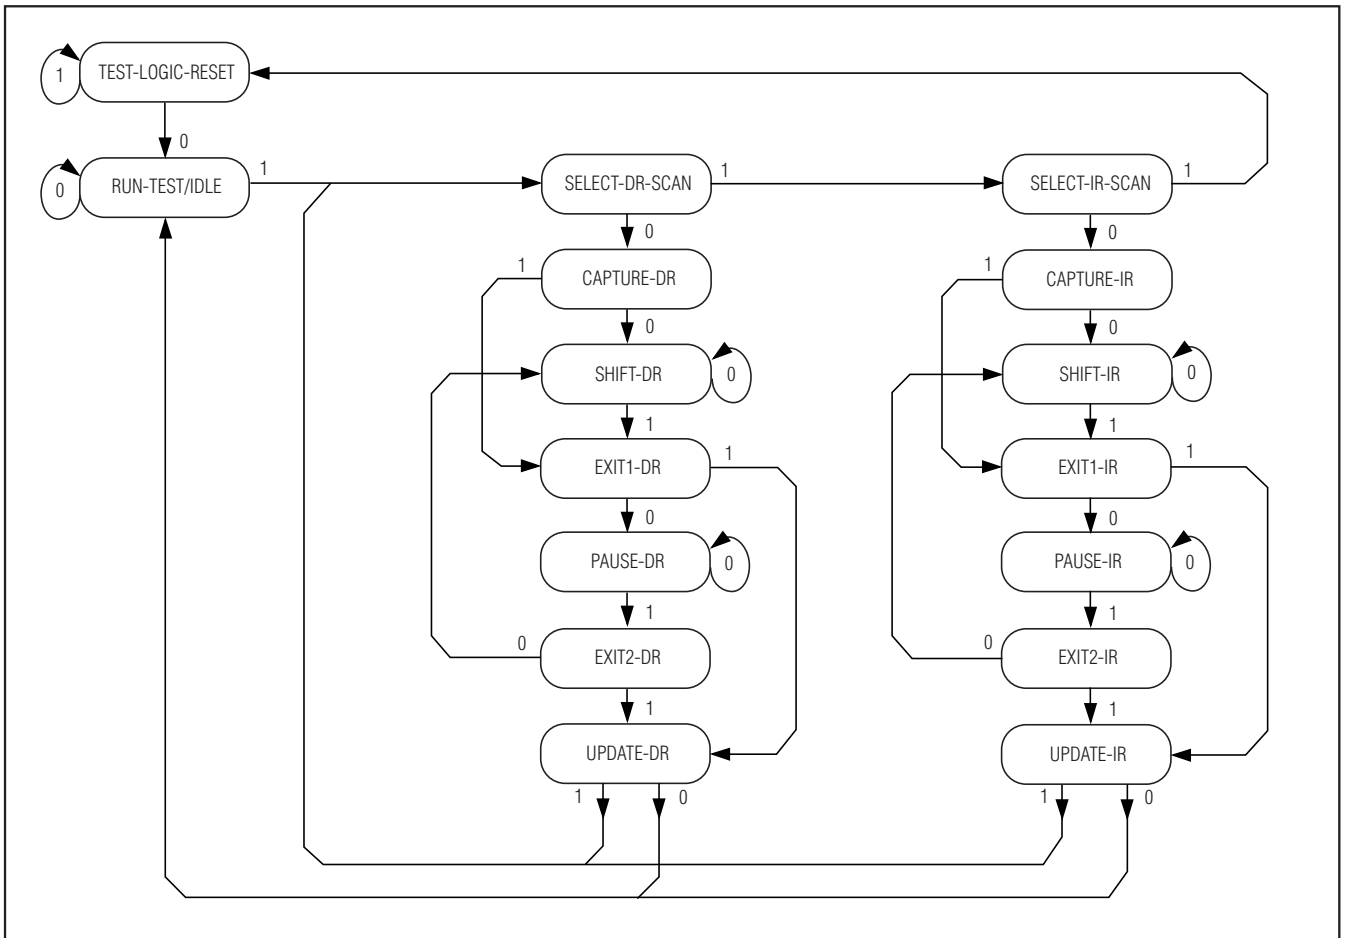 TEST-LOGIC-RESET
1
0
RUN-TEST/IDLE
0
1
SELECT-DR-SCAN
1
SELECT-IR-SCAN
1
0
0
1
CAPTURE-DR
1
CAPTURE-IR
0
0
SHIFT-DR
0
SHIFT-IR
0
1
1
EXIT1-DR
1
EXIT1-IR
1
0
0
PAUSE-DR
0
PAUSE-IR
0
1
1
0
EXIT2-DR
0
EXIT2-IR
1
1
UPDATE-DR
UPDATE-IR
1
0
1
0